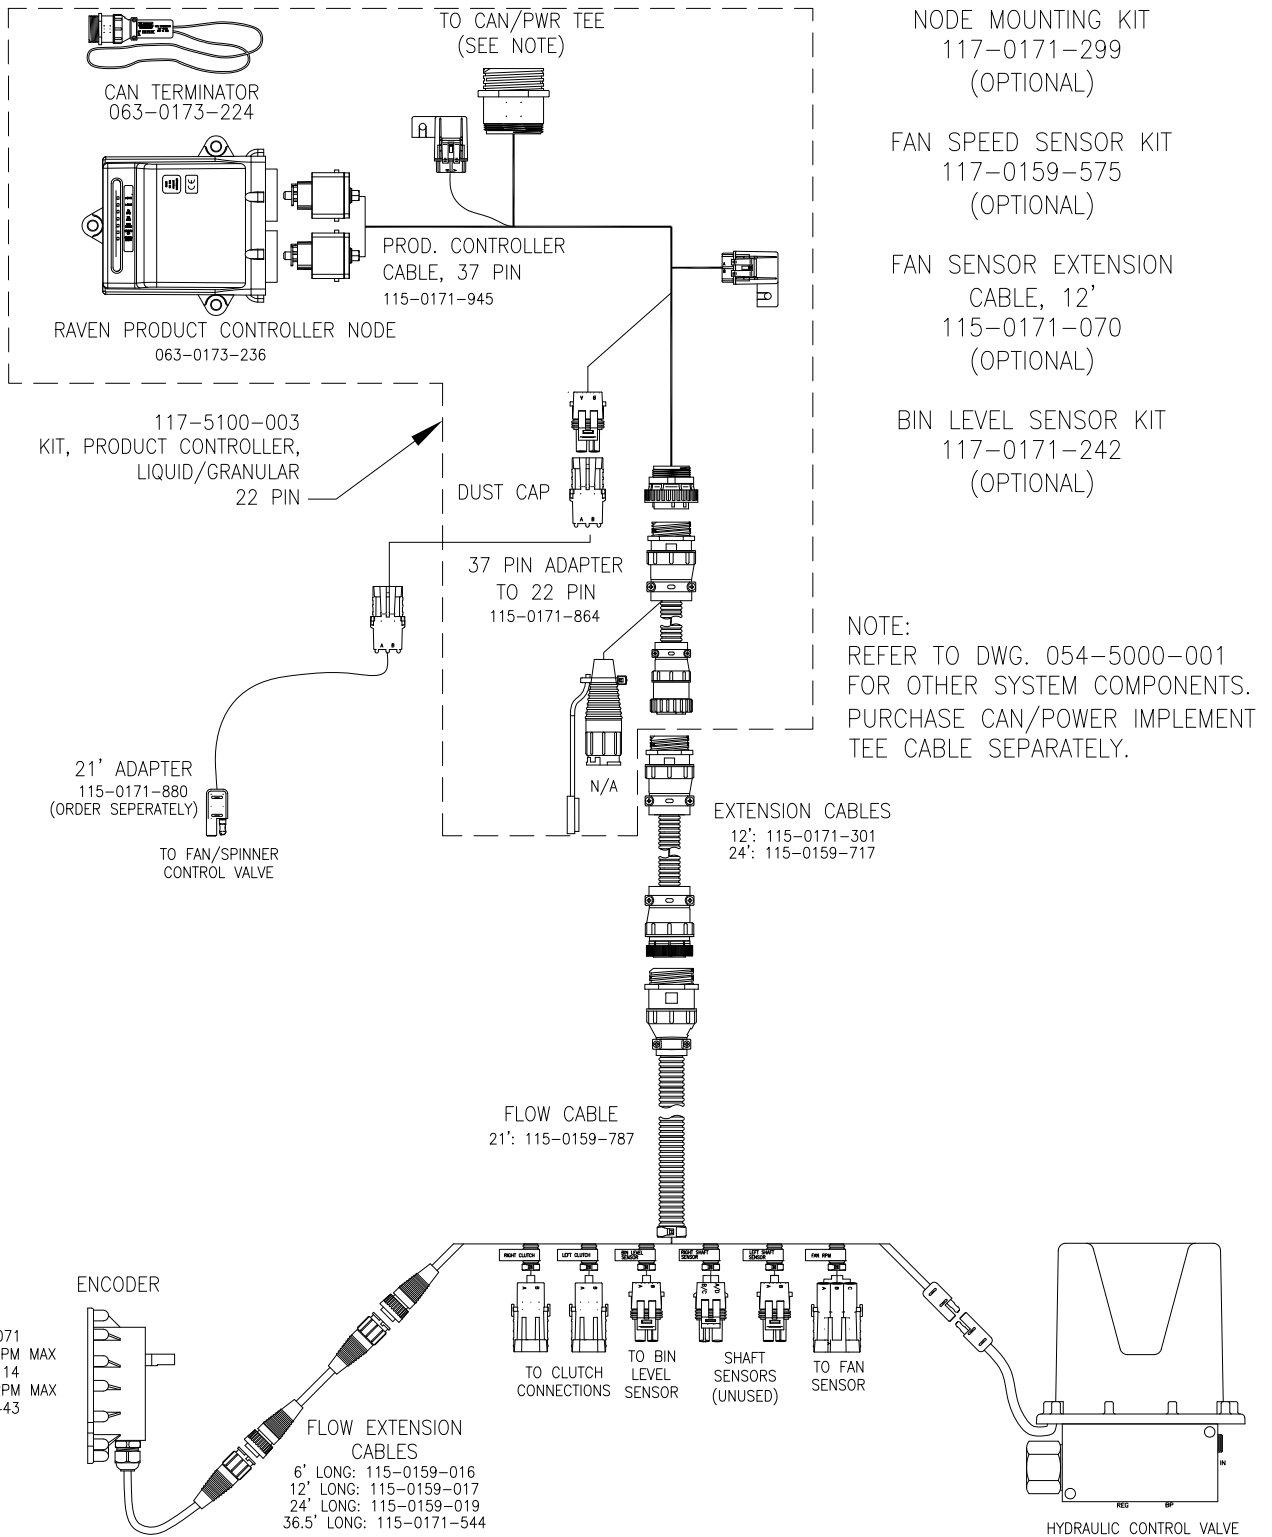 TO CAN/PWR TEE
(SEE NOTE)
CAN TERMINATOR
063-0173-224
PROD. CONTROLLER
CABLE, 37 PIN
115-0171-945
RAVEN PRODUCT CONTROLLER NODE
063-0173-236
NODE MOUNTING KIT
117-0171-299
(OPTIONAL)
FAN SPEED SENSOR KIT
117-0159-575
(OPTIONAL)
FAN SENSOR EXTENSION
CABLE, 12'
115-0171-070
(OPTIONAL)
BIN LEVEL SENSOR KIT
117-0171-242
(OPTIONAL)
117-5100-003
KIT, PRODUCT CONTROLLER,
LIQUID/GRANULAR
22 PIN
DUST CAP
37 PIN ADAPTER
TO 22 PIN
115-0171-864
N/A
NOTE:
REFER TO DWG. 054-5000-001
FOR OTHER SYSTEM COMPONENTS.
PURCHASE CAN/POWER IMPLEMENT
TEE CABLE SEPARATELY.
21' ADAPTER
115-0171-880
(ORDER SEPERATELY)
TO FAN/SPINNER
CONTROL VALVE
EXTENSION CABLES
12': 115-0171-301
24': 115-0159-717
FLOW CABLE
21': 115-0159-787
RIGHT CLUTCH
LEFT CLUTCH
BIN LEVEL
SENSOR
RIGHT SHAFT
SENSOR
LEFT SHAFT
SENSOR
FAN RPM
TO CLUTCH
CONNECTIONS
TO BIN
LEVEL
SENSOR
SHAFT
SENSORS
(UNUSED)
TO FAN
SENSOR
ENCODER
071
PM MAX
14
RPM MAX
-43
FLOW EXTENSION
CABLES
6' LONG: 115-0159-016
12' LONG: 115-0159-017
24' LONG: 115-0159-019
36.5' LONG: 115-0171-544
IN
REG
BP
HYDRAULIC CONTROL VALVE